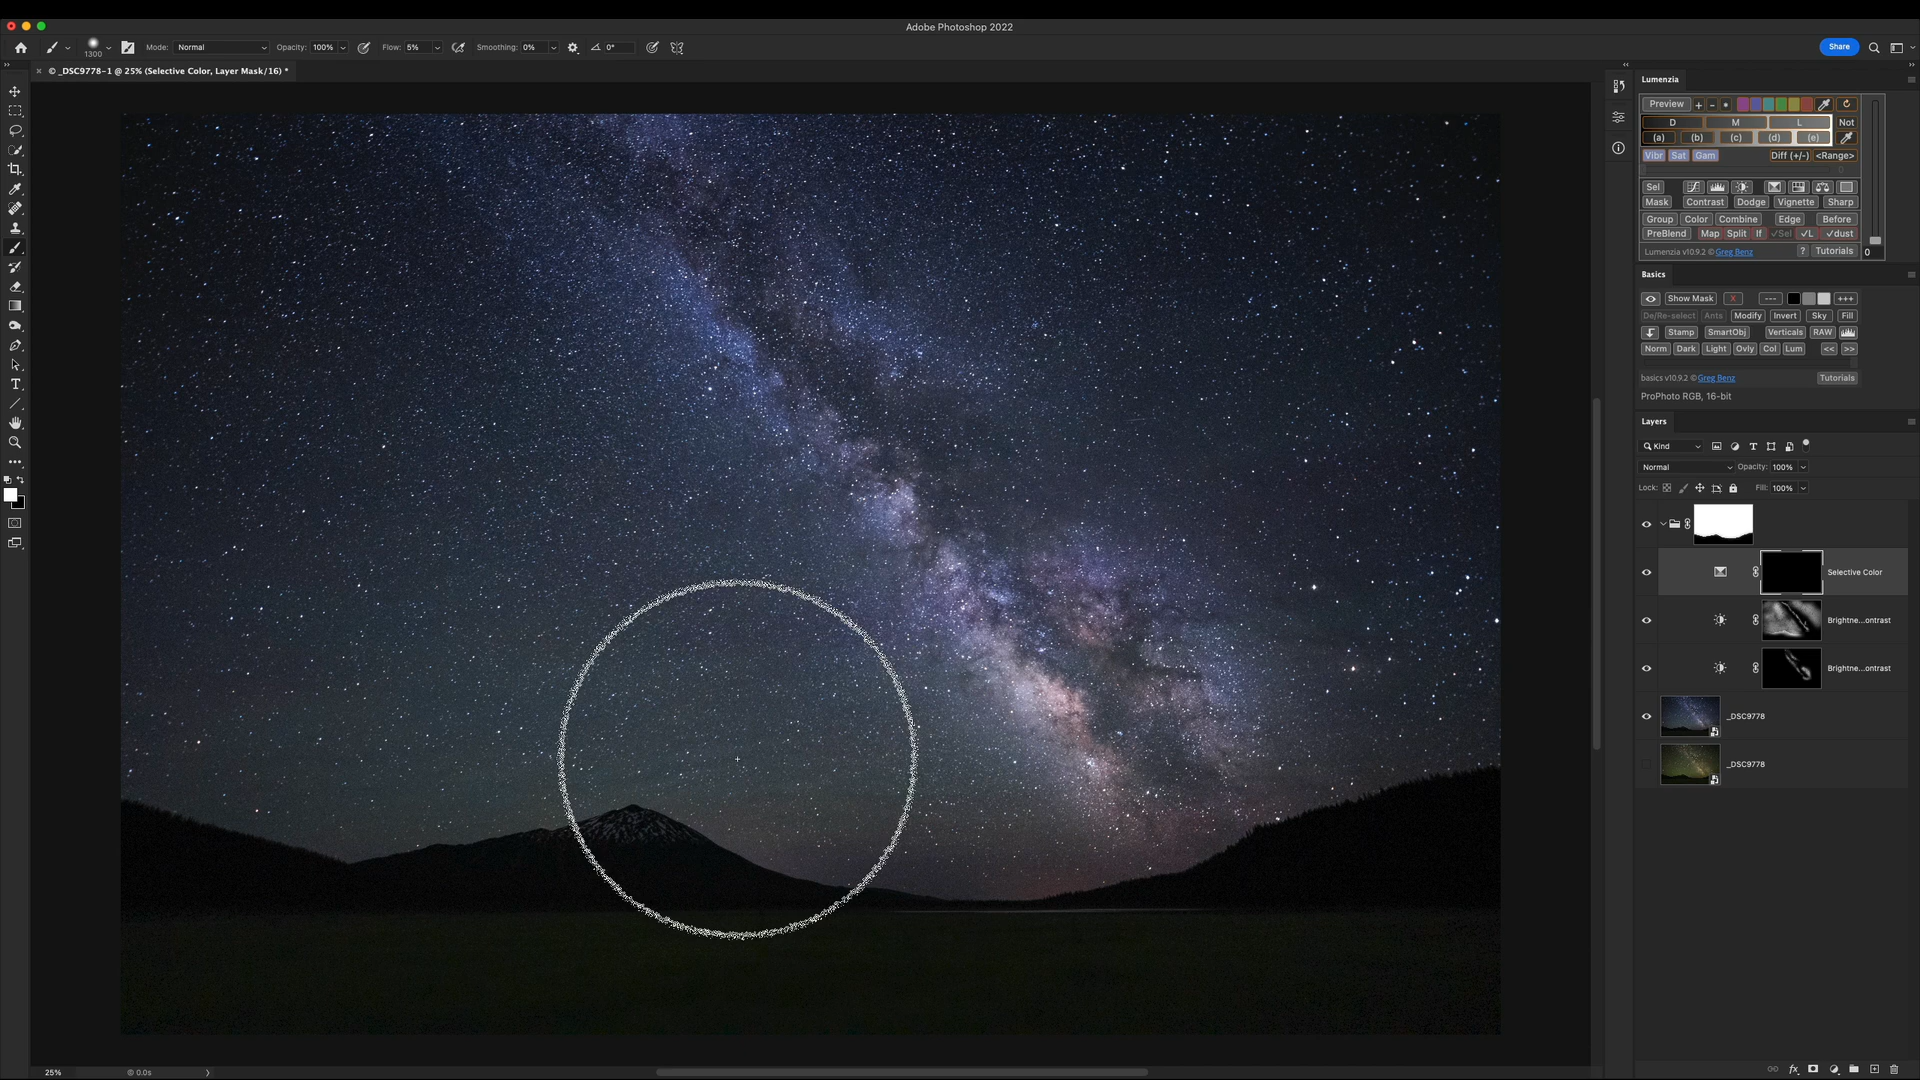 Adobe Photoshop 2022
1300
Mode: Normal
Opacity: 100%
Flow: 5%
Smoothing: 0%
0°
Share
© _DSC9778-1 @ 25% (Selective Color, Layer Mask/16) *
Lumenzia
Preview + - •
D M L Not
(a) (b) (c) (d) (e)
Vibr Sat Gam Diff (+/-) <Range>
0
Sel
Mask Contrast Dodge Vignette Sharp
Group Color Combine Edge Before
PreBlend Map Split If ✓Sel ✓L ✓dust
Lumenzia v10.9.2 © Greg Benz ? Tutorials 0
Basics
Show Mask X --- +++
De/Re-select Ants Modify Invert Sky Fill
Stamp SmartObj Verticals RAW
Norm Dark Light Ovly Col Lum << >>
basics v10.9.2 © Greg Benz Tutorials
ProPhoto RGB, 16-bit
Layers
Kind
Normal Opacity: 100%
Lock: Fill: 100%
Selective Color
Brightne...ontrast
Brightne...ontrast
_DSC9778
_DSC9778
25% 0.0s
fx